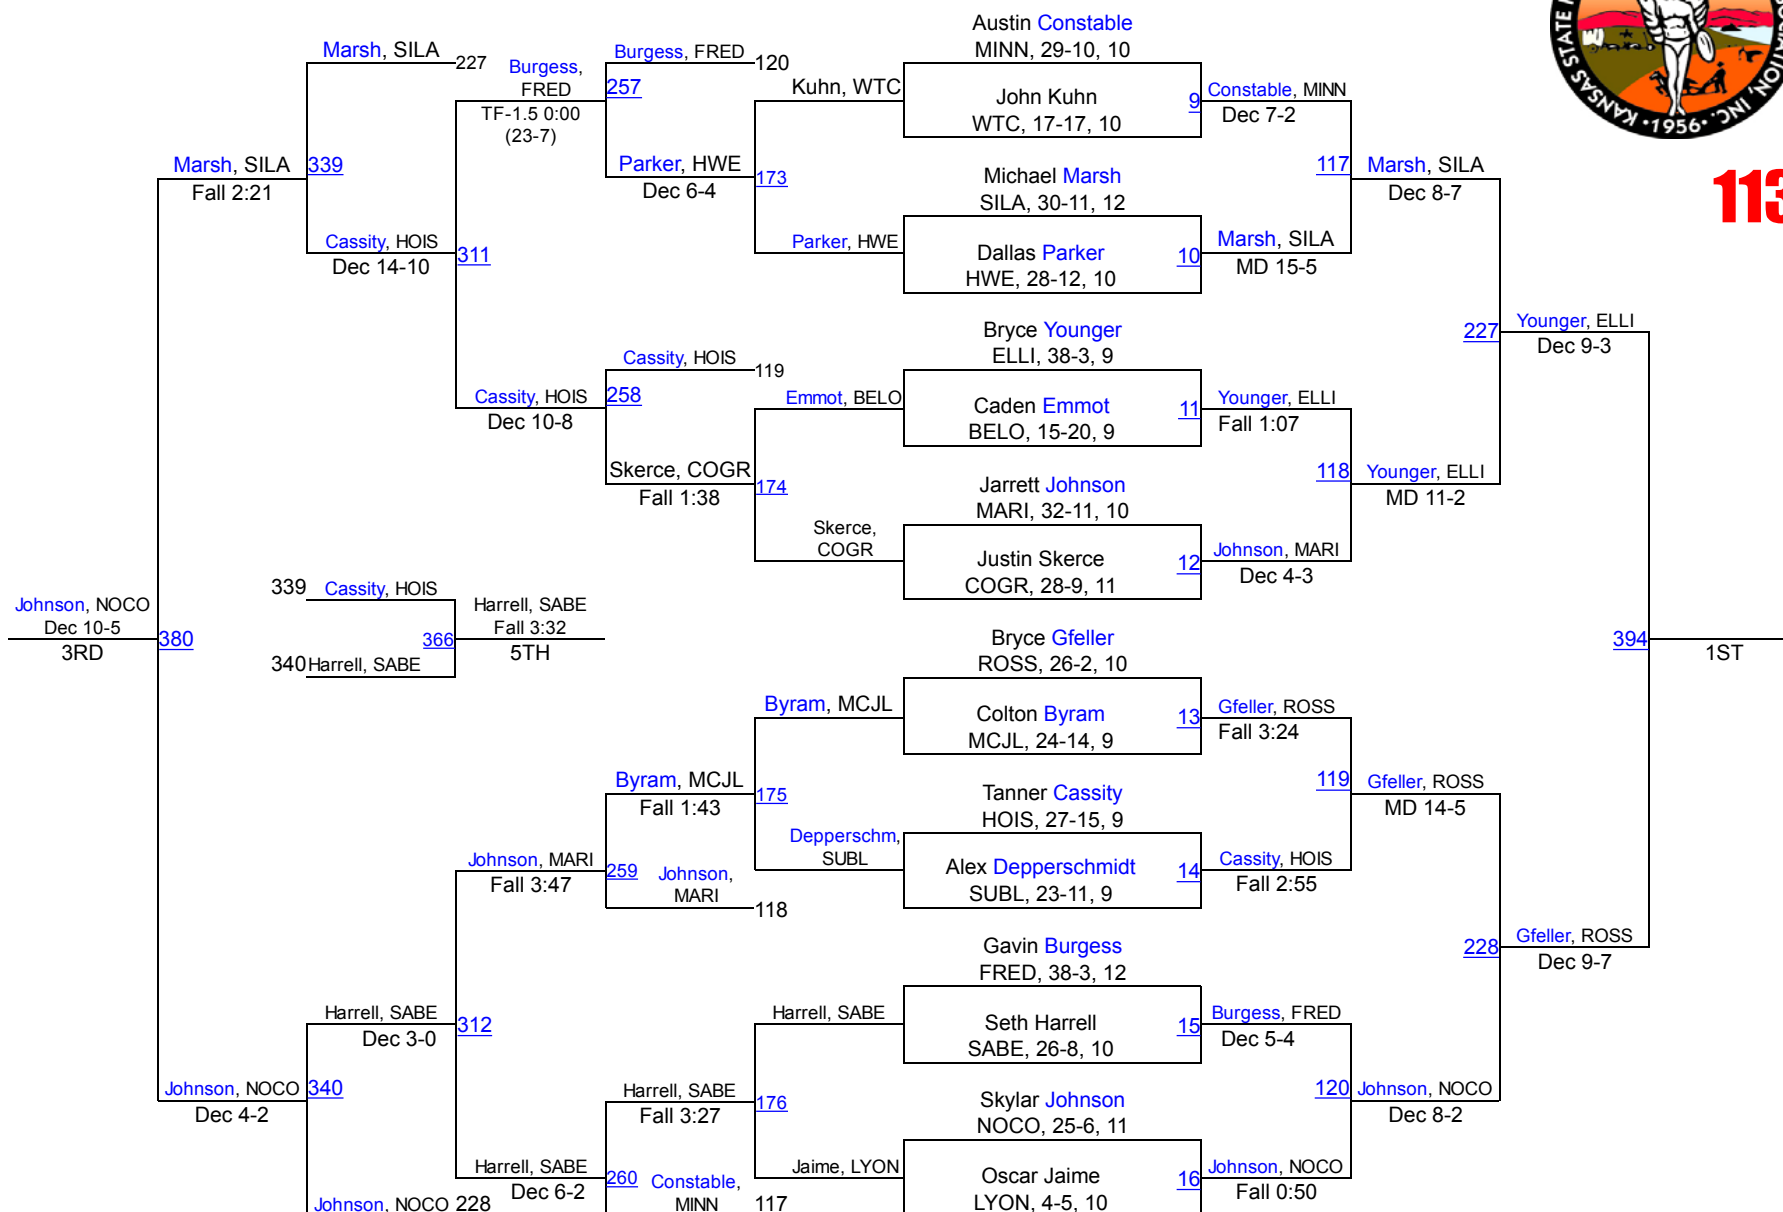 Austin Constable
MINN, 29-10, 10
John Kuhn
WTC, 17-17, 10
9
Constable, MINN
Dec 7-2
Michael Marsh
SILA, 30-11, 12
Dallas Parker
HWE, 28-12, 10
10
Marsh, SILA
MD 15-5
117
Marsh, SILA
Dec 8-7
Bryce Younger
ELLI, 38-3, 9
Caden Emmot
BELO, 15-20, 9
11
Younger, ELLI
Fall 1:07
Jarrett Johnson
MARI, 32-11, 10
Justin Skerce
COGR, 28-9, 11
12
Johnson, MARI
Dec 4-3
118
Younger, ELLI
MD 11-2
227
Younger, ELLI
Dec 9-3
Bryce Gfeller
ROSS, 26-2, 10
Colton Byram
MCJL, 24-14, 9
13
Gfeller, ROSS
Fall 3:24
Tanner Cassity
HOIS, 27-15, 9
Alex Depperschmidt
SUBL, 23-11, 9
14
Cassity, HOIS
Fall 2:55
119
Gfeller, ROSS
MD 14-5
Gavin Burgess
FRED, 38-3, 12
Seth Harrell
SABE, 26-8, 10
15
Burgess, FRED
Dec 5-4
Skylar Johnson
NOCO, 25-6, 11
Oscar Jaime
LYON, 4-5, 10
16
Johnson, NOCO
Fall 0:50
120
Johnson, NOCO
Dec 8-2
228
Gfeller, ROSS
Dec 9-7
394
1ST
Kuhn, WTC
Parker, HWE
173
Parker, HWE
Dec 6-4
Burgess, FRED
120
257
Burgess,
FRED
TF-1.5 0:00
(23-7)
Emmot, BELO
Skerce,
COGR
174
Skerce, COGR
Fall 1:38
Cassity, HOIS
119
258
Cassity, HOIS
Dec 10-8
311
Cassity, HOIS
Dec 14-10
Marsh, SILA
227
339
Marsh, SILA
Fall 2:21
Byram, MCJL
Depperschm,
SUBL
175
Byram, MCJL
Fall 1:43
Johnson,
MARI
118
259
Johnson, MARI
Fall 3:47
Harrell, SABE
Jaime, LYON
176
Harrell, SABE
Fall 3:27
Constable,
MINN
117
260
Harrell, SABE
Dec 6-2
312
Harrell, SABE
Dec 3-0
Johnson, NOCO
228
340
Johnson, NOCO
Dec 4-2
380
Johnson, NOCO
Dec 10-5
3RD
339
Cassity, HOIS
340
Harrell, SABE
366
Harrell, SABE
Fall 3:32
5TH
KANSAS STATE
INC.
•1956•
113